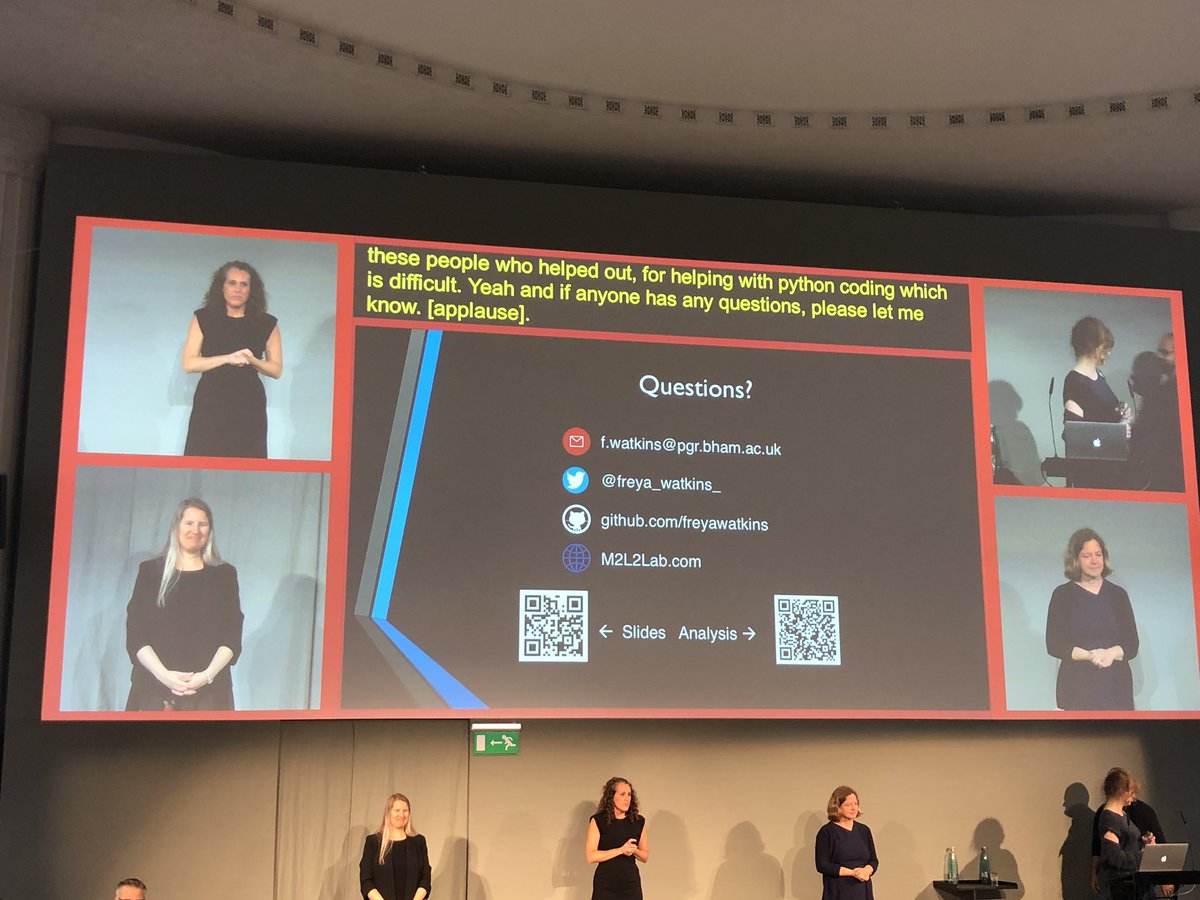 these people who helped out, for helping with python coding which
is difficult. Yeah and if anyone has any questions, please let me
know. [applause].
Questions?
f.watkins@pgr.bham.ac.uk
@freya_watkins_
github.com/freyawatkins
M2L2Lab.com
← Slides Analysis →